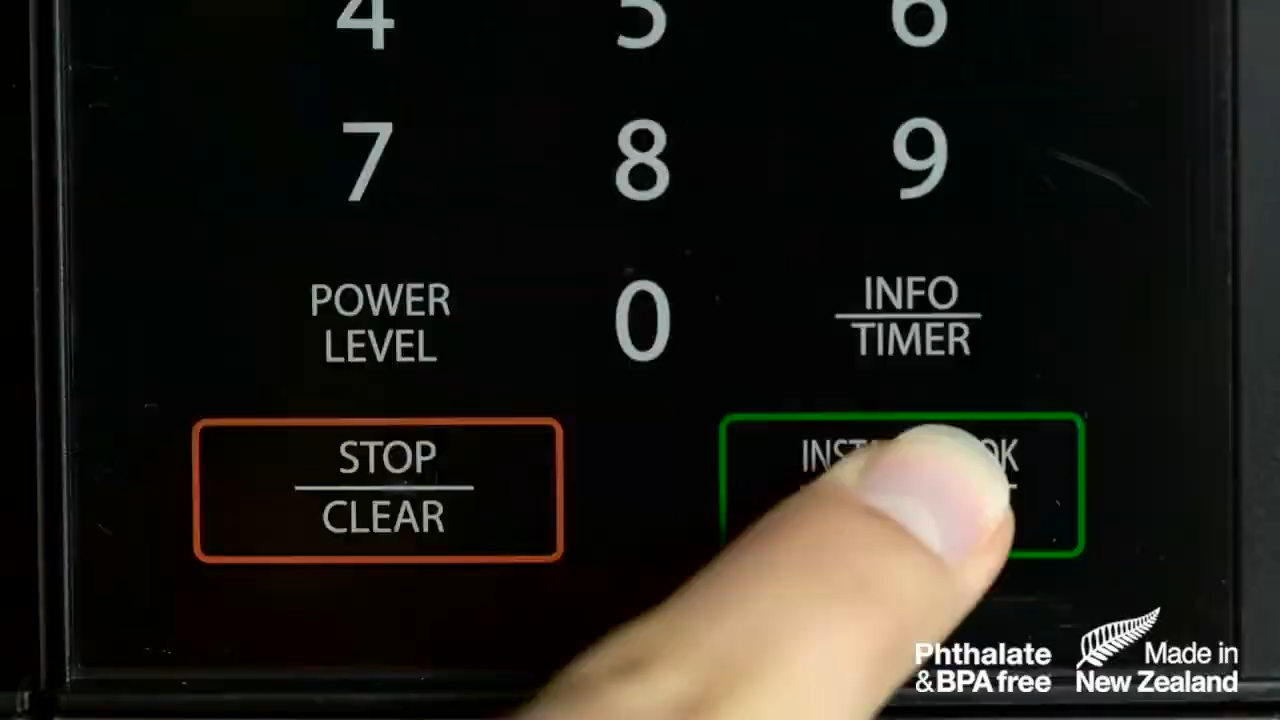 4 5 6
7 8 9
POWER
LEVEL
0
INFO
TIMER
STOP
CLEAR
Phthalate
& BPA free
Made in
New Zealand